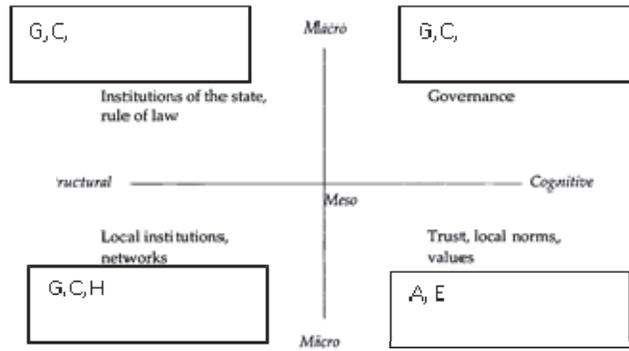 G,C,
Macro
G,C,
Institutions of the state,
rule of law
Governance
ructural
Cognitive
Meso
Local institutions,
networks
Trust, local norms,
values
G,C,H
A, E
Micro